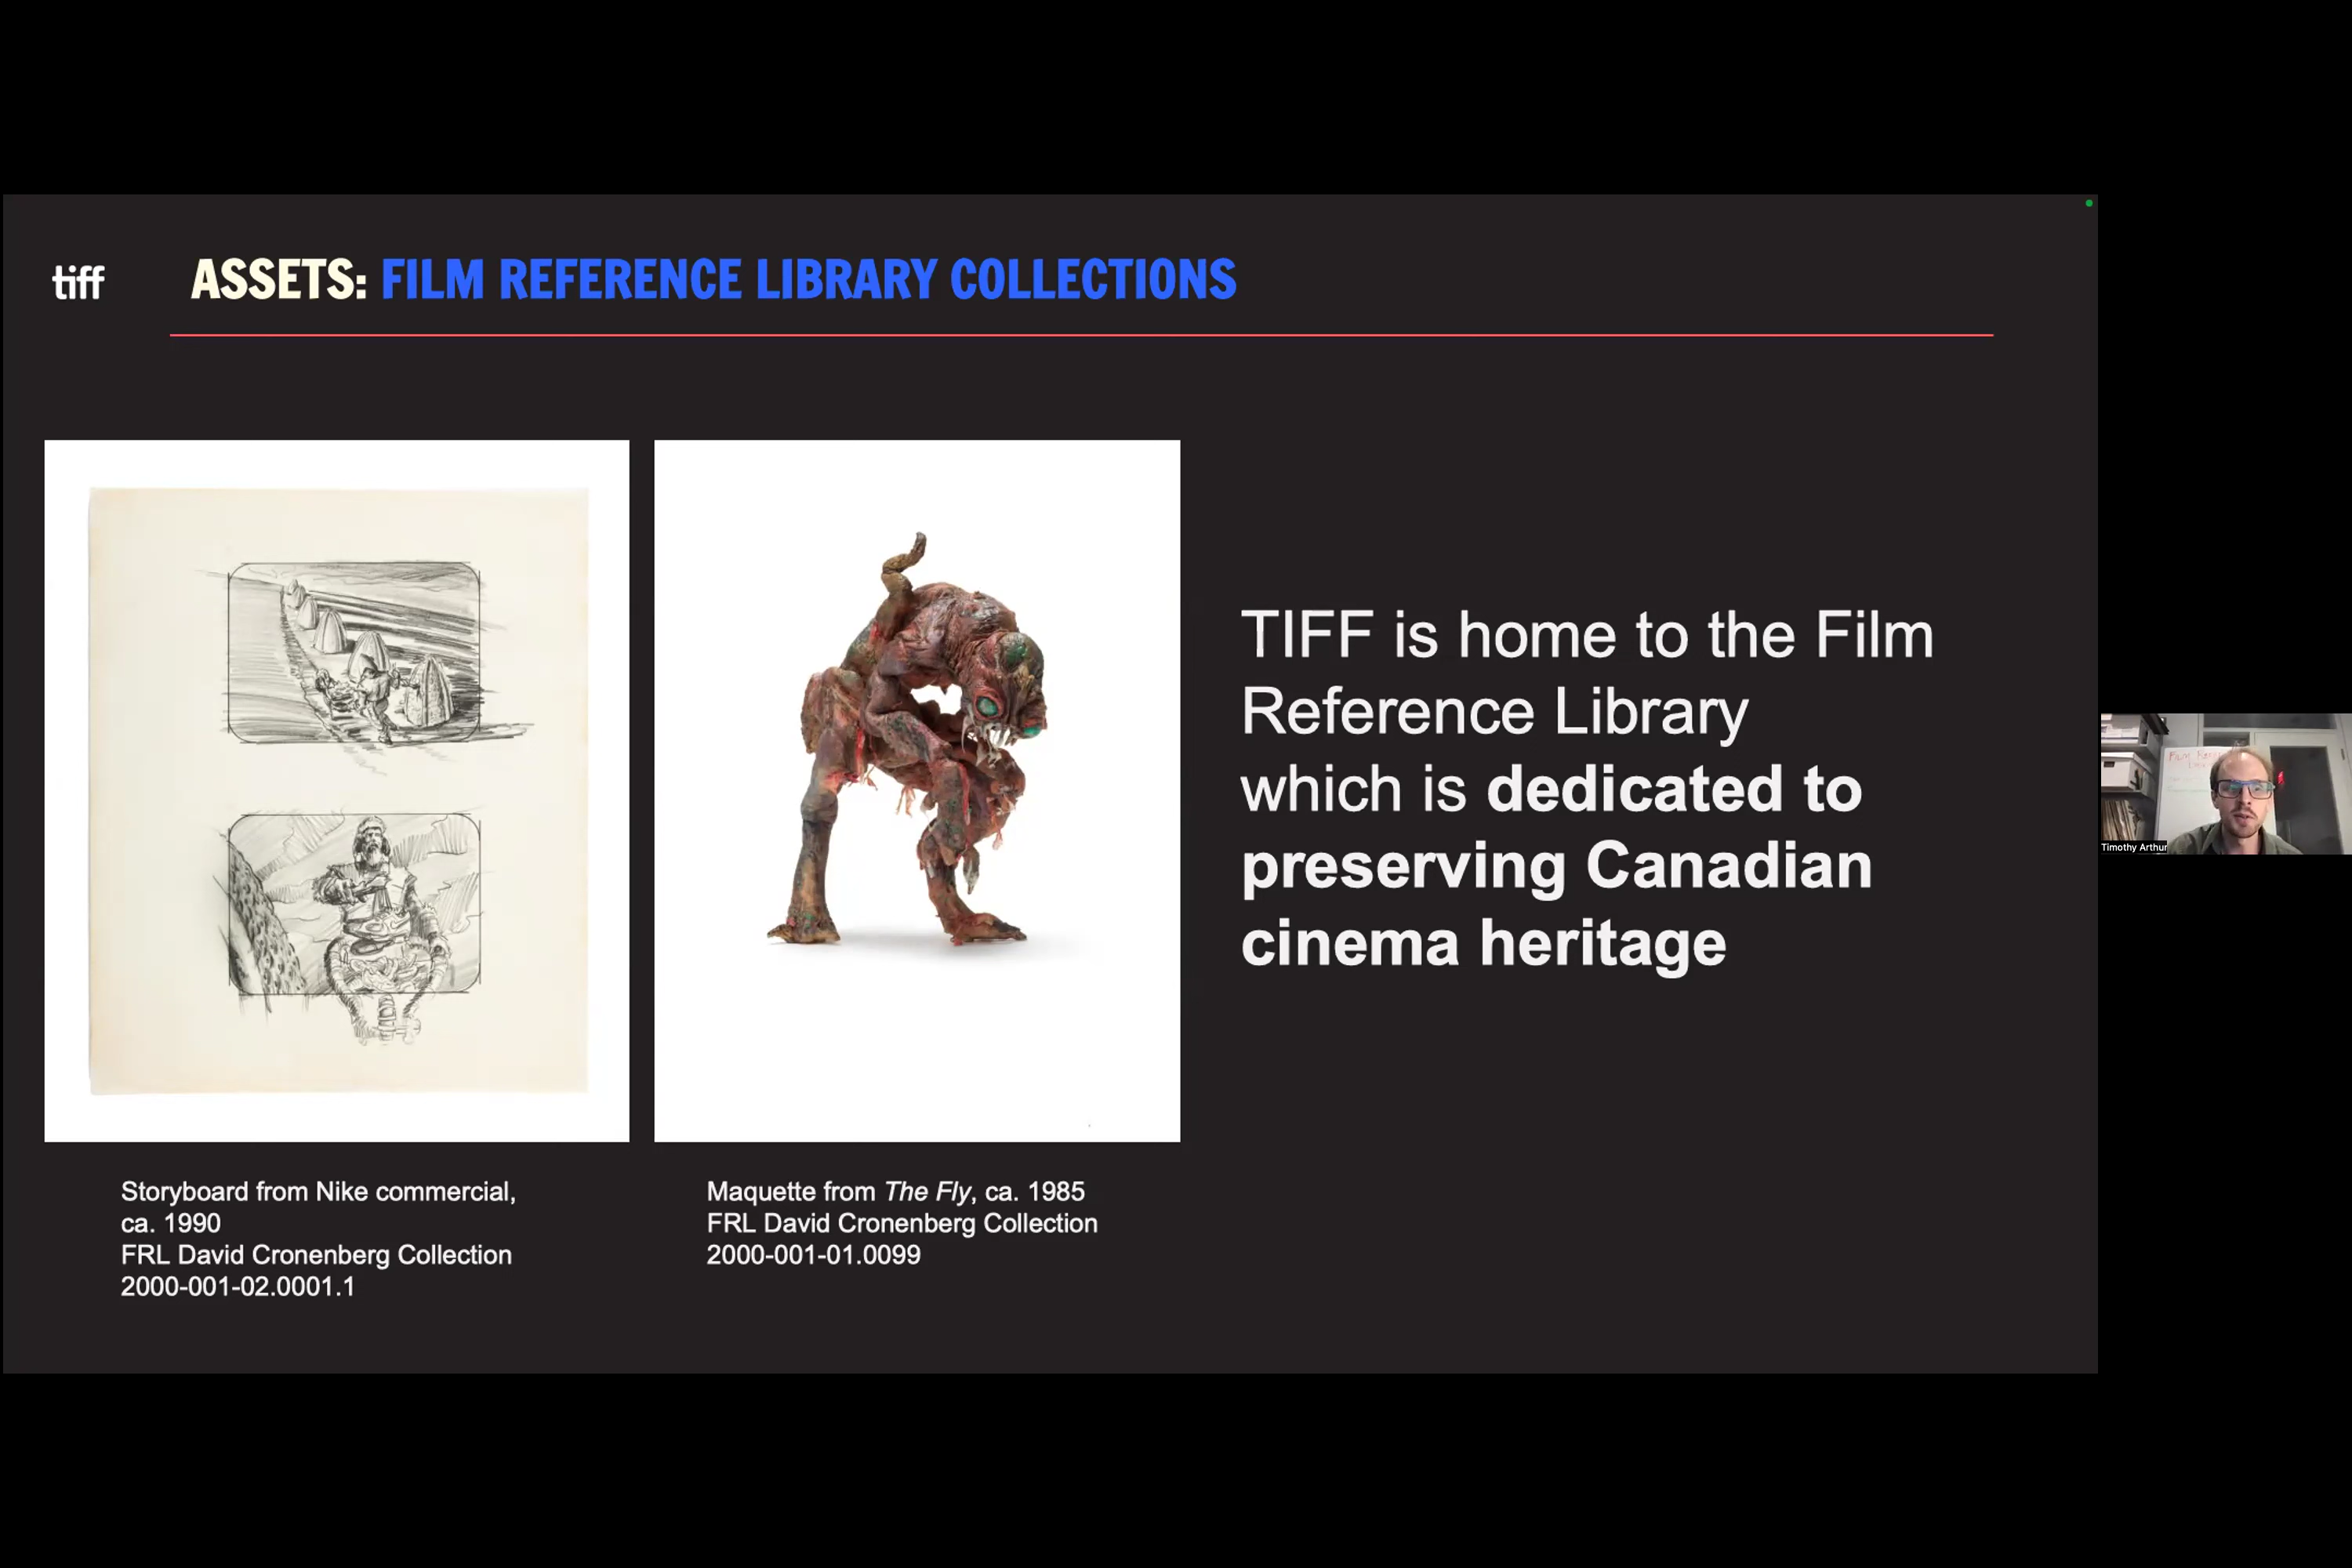 tiff
ASSETS: FILM REFERENCE LIBRARY COLLECTIONS
TIFF is home to the Film
Reference Library
which is dedicated to
preserving Canadian
cinema heritage
Storyboard from Nike commercial,
ca. 1990
FRL David Cronenberg Collection
2000-001-02.0001.1
Maquette from The Fly, ca. 1985
FRL David Cronenberg Collection
2000-001-01.0099
Timothy Arthur